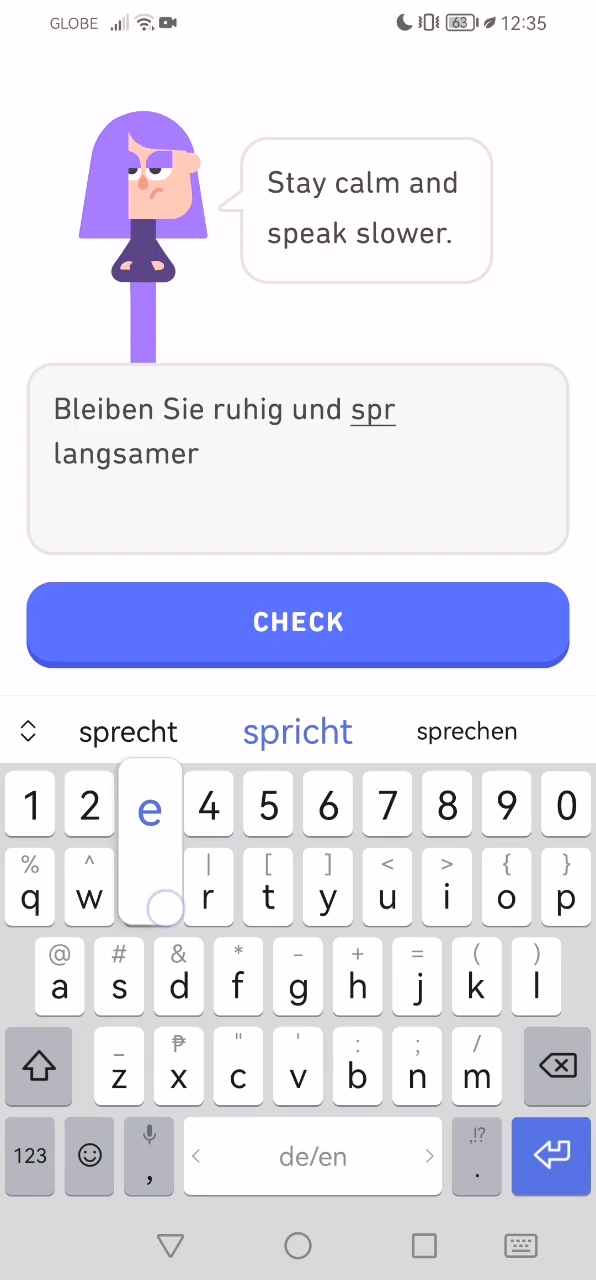 GLOBE 63 12:35
Stay calm and
speak slower.
Bleiben Sie ruhig und spr
langsamer
CHECK
sprecht spricht sprechen
1 2 e 4 5 6 7 8 9 0
% ^ | [ ] < > { }
q w r t y u i o p
@ # & * - + = ( )
a s d f g h j k l
_ ₱ " ' : ; /
z x c v b n m
123 , < de/en > ,!? .